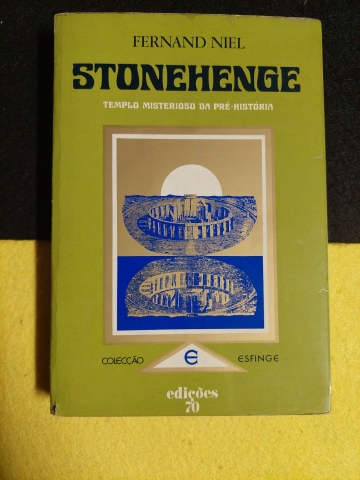 FERNAND NIEL
STONEHENGE
TEMPLO MISTERIOSO DA PRÉ-HISTÓRIA
COLECÇÃO E ESFINGE
edições
70